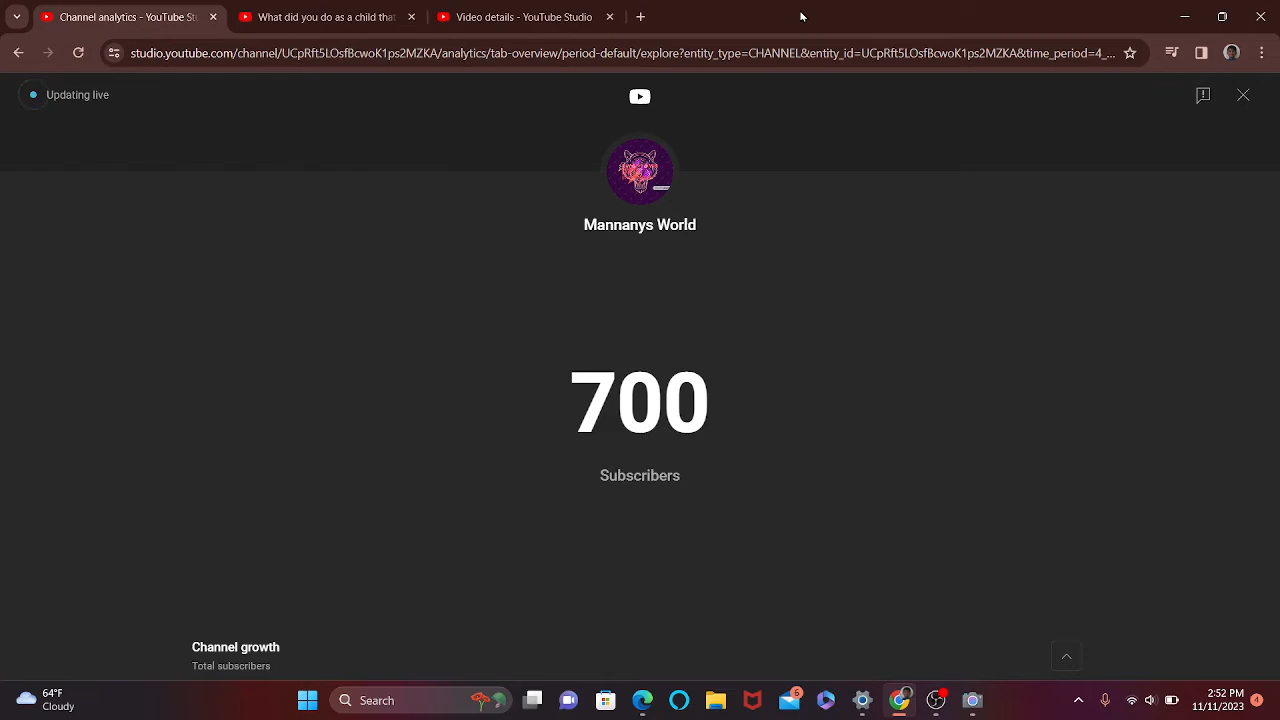 Channel analytics - YouTube St
What did you do as a child that
Video details - YouTube Studio
studio.youtube.com/channel/UCpRft5LOsfBcwoK1ps2MZKA/analytics/tab-overview/period-default/explore?entity_type=CHANNEL&entity_id=UCpRft5LOsfBcwoK1ps2MZKA&time_period=4_...
Updating live
Mannanys World
700
Subscribers
Channel growth
Total subscribers
64°F
Cloudy
Search
6
2:52 PM
11/11/2023
4